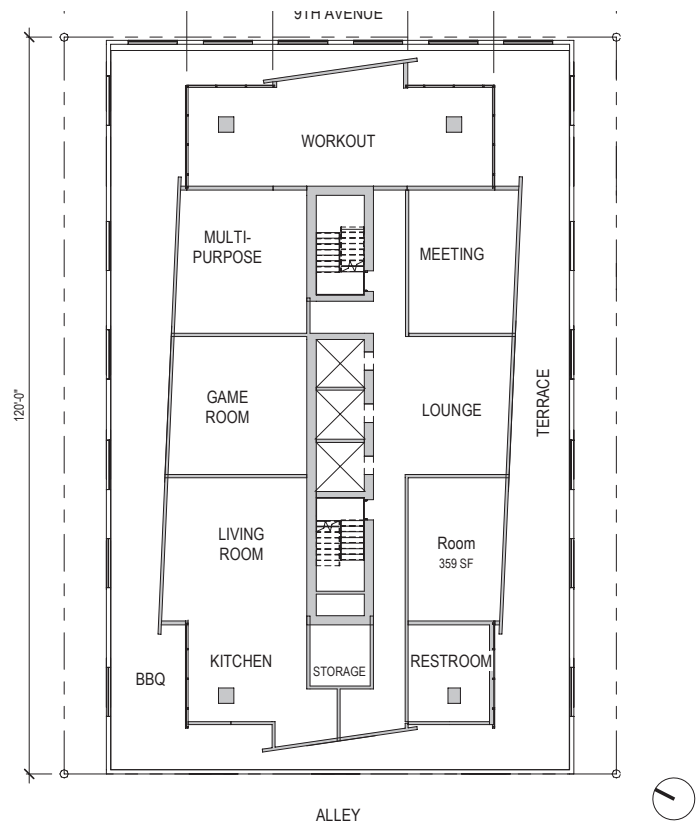 9TH AVENUE
WORKOUT
MULTI-
PURPOSE
MEETING
120'-0"
GAME
ROOM
LOUNGE
TERRACE
LIVING
ROOM
Room
359 SF
KITCHEN
STORAGE
RESTROOM
BBQ
ALLEY